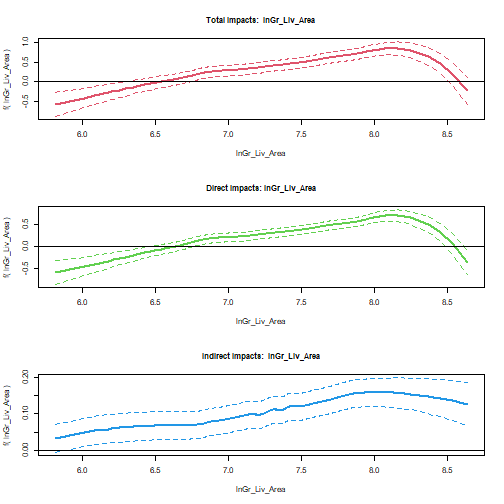 Total Impacts: lnGr_Liv_Area
f( lnGr_Liv_Area )
-0.5 0.0 0.5 1.0
6.0 6.5 7.0 7.5 8.0 8.5
lnGr_Liv_Area
Direct Impacts: lnGr_Liv_Area
f( lnGr_Liv_Area )
-0.5 0.0 0.5
6.0 6.5 7.0 7.5 8.0 8.5
lnGr_Liv_Area
Indirect Impacts: lnGr_Liv_Area
f( lnGr_Liv_Area )
0.00 0.10 0.20
6.0 6.5 7.0 7.5 8.0 8.5
lnGr_Liv_Area